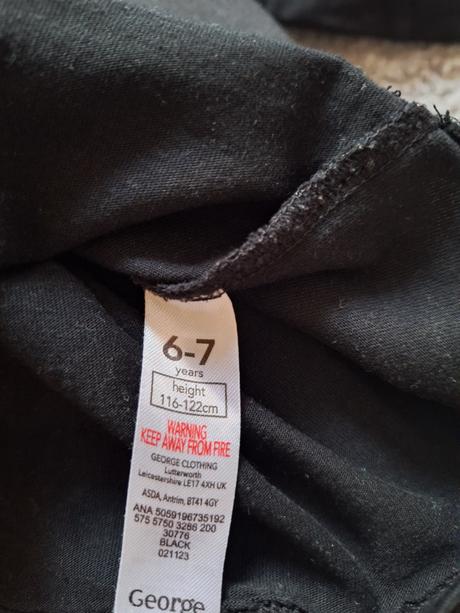 6-7
years
height
116-122cm
WARNING
KEEP AWAY FROM FIRE
GEORGE CLOTHING
Lutterworth
Leicestershire LE17 4XH UK
ASDA, Antrim, BT41 4GY
ANA 5059196735192
575 5750 3286 200
30776
BLACK
021123
George